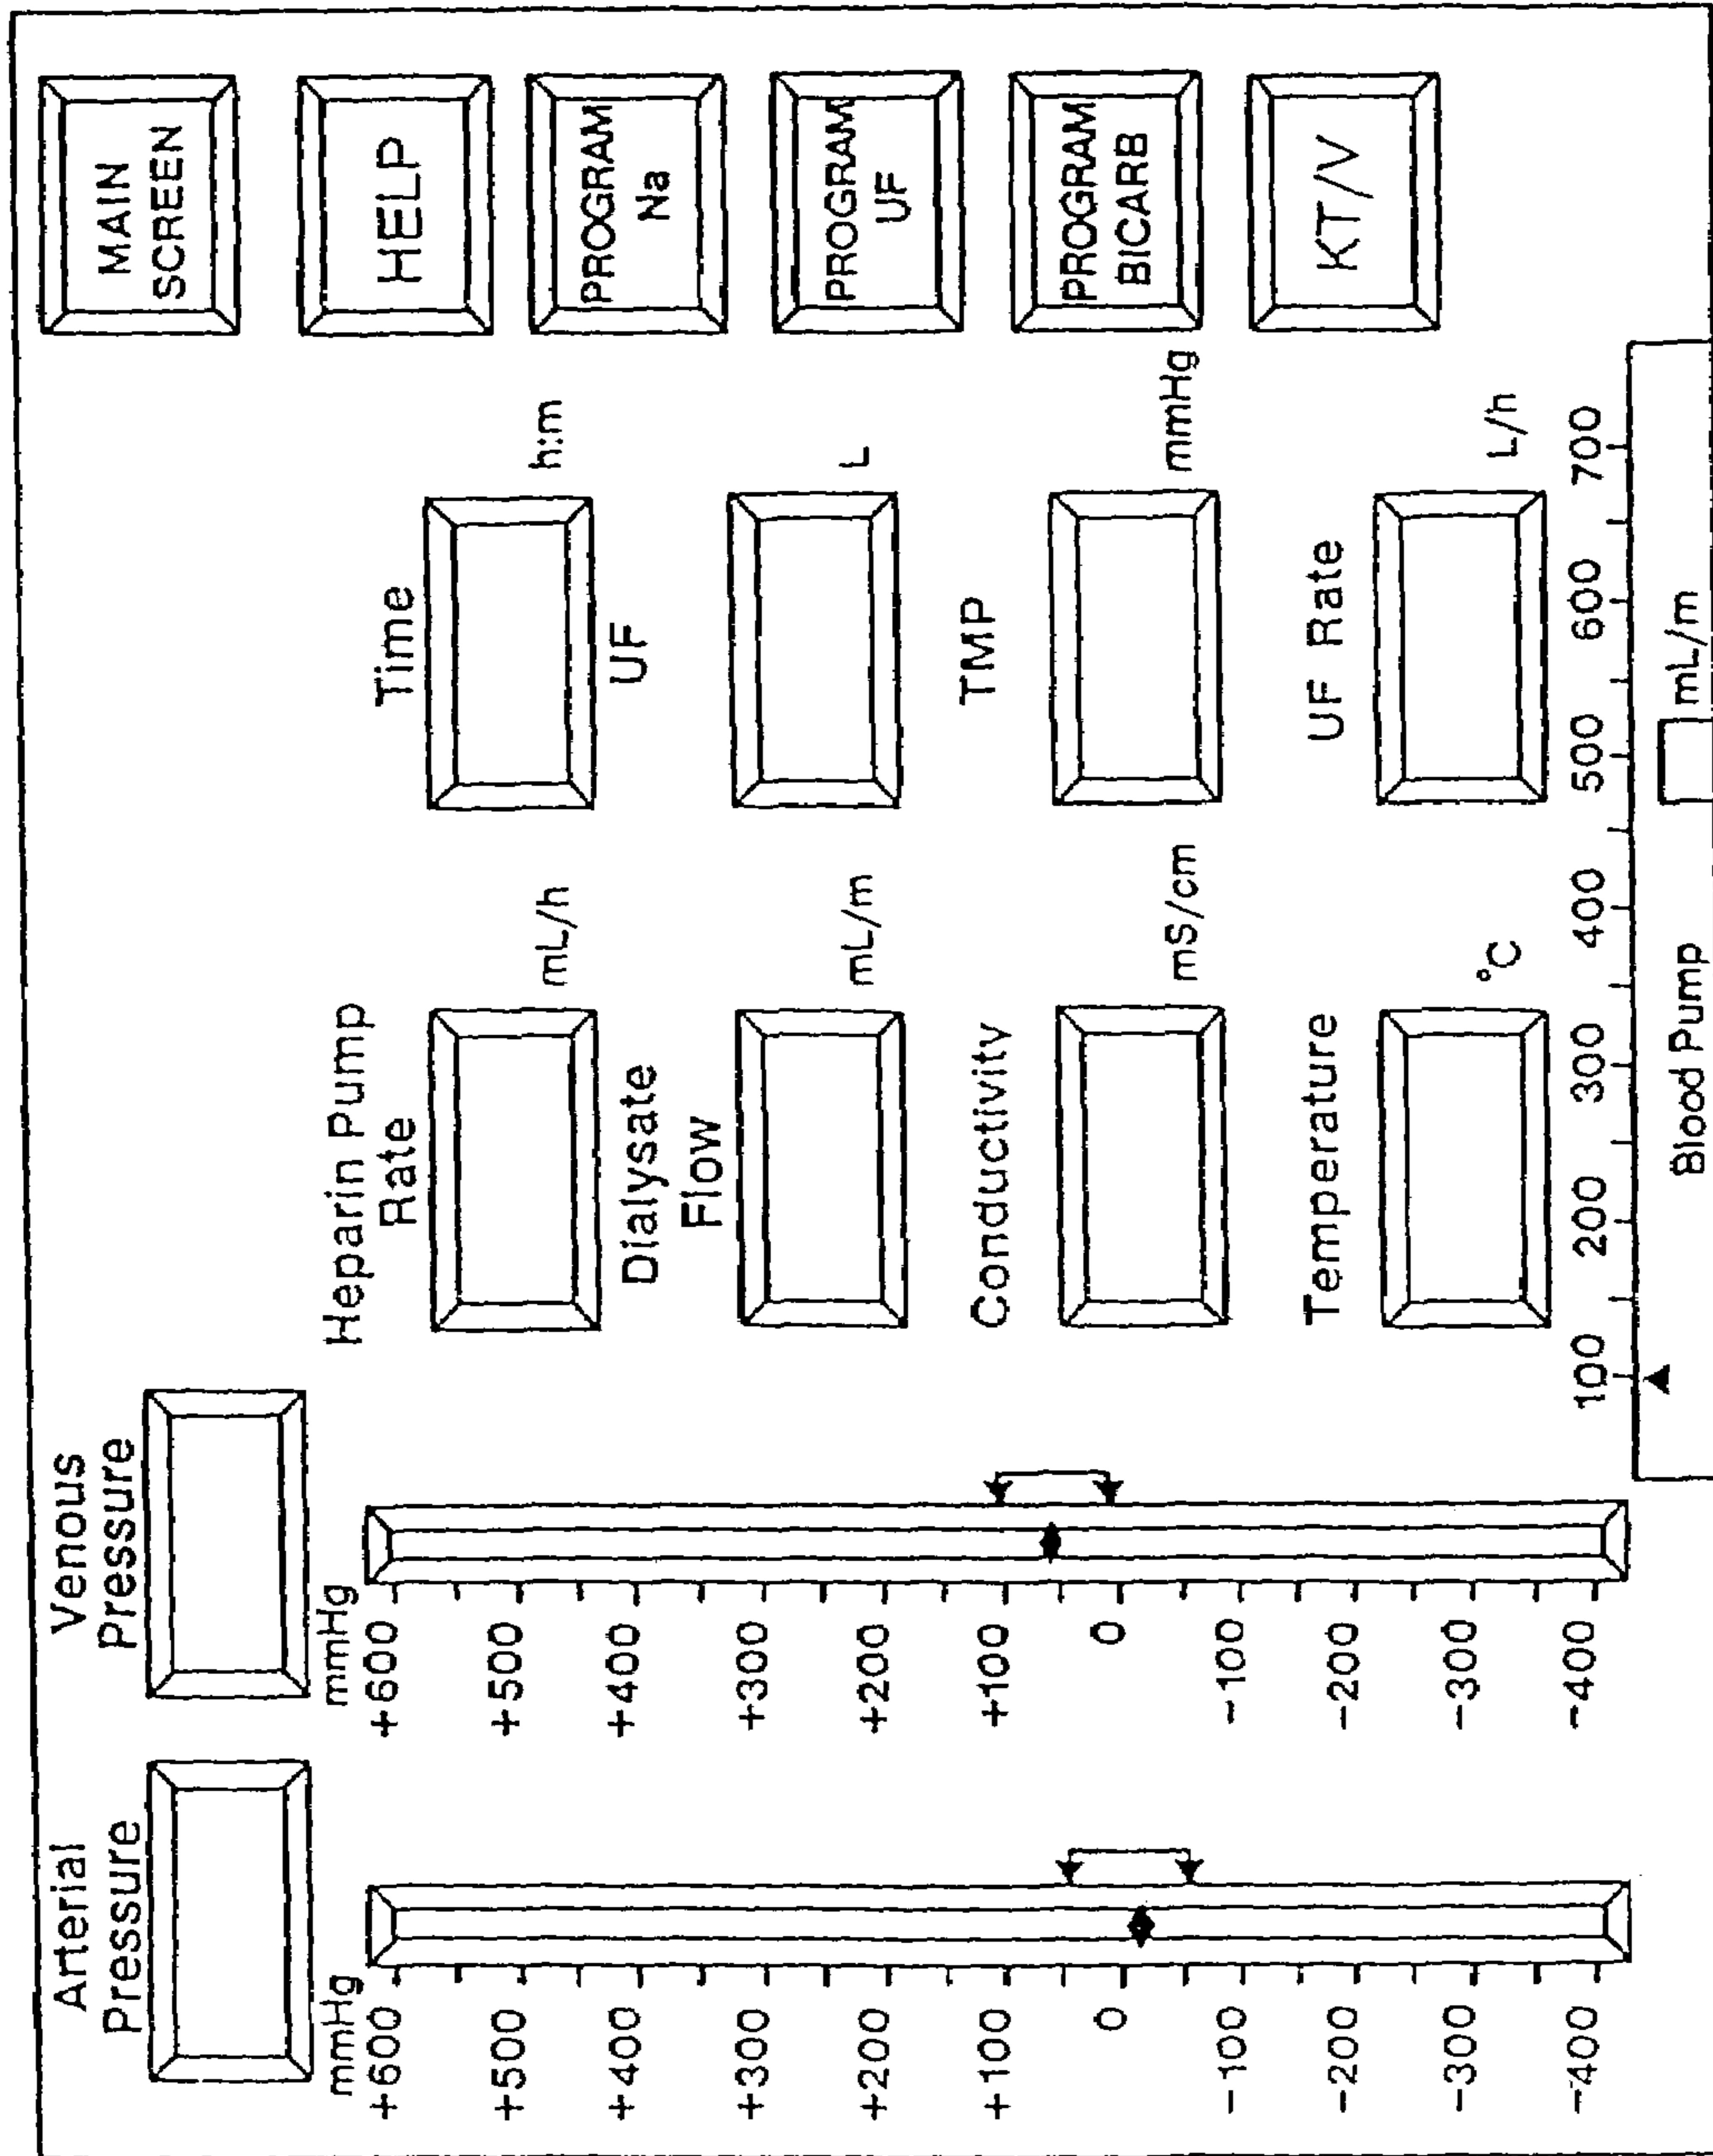 Arterial
Pressure
mmHg
+600
+500
+400
+300
+200
+100
0
-100
-200
-300
-400
Venous
Pressure
mmHg
+600
+500
+400
+300
+200
+100
0
-100
-200
-300
-400
Heparin Pump
Rate
mL/h
Dialysate
Flow
mL/m
Conductivity
mS/cm
Temperature
°C
Time
h:m
UF
L
TMP
mmHg
UF Rate
L/h
MAIN
SCREEN
HELP
PROGRAM
Na
PROGRAM
UF
PROGRAM
BICARB
KT/V
100 200 300 400 500 600 700
Blood Pump mL/m